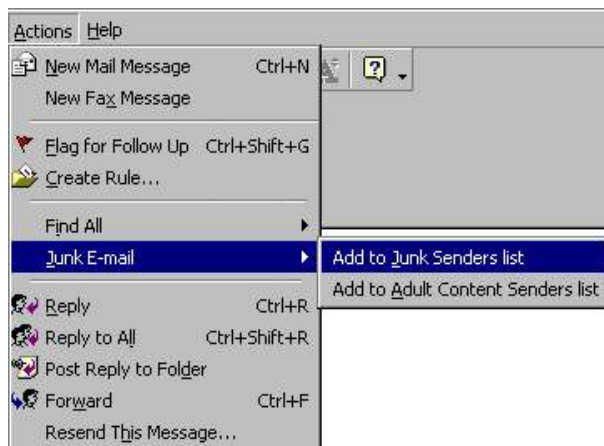 Actions Help
New Mail Message Ctrl+N
New Fax Message
Flag for Follow Up Ctrl+Shift+G
Create Rule...
Find All
Junk E-mail
Add to Junk Senders list
Add to Adult Content Senders list
Reply Ctrl+R
Reply to All Ctrl+Shift+R
Post Reply to Folder
Forward Ctrl+F
Resend This Message...